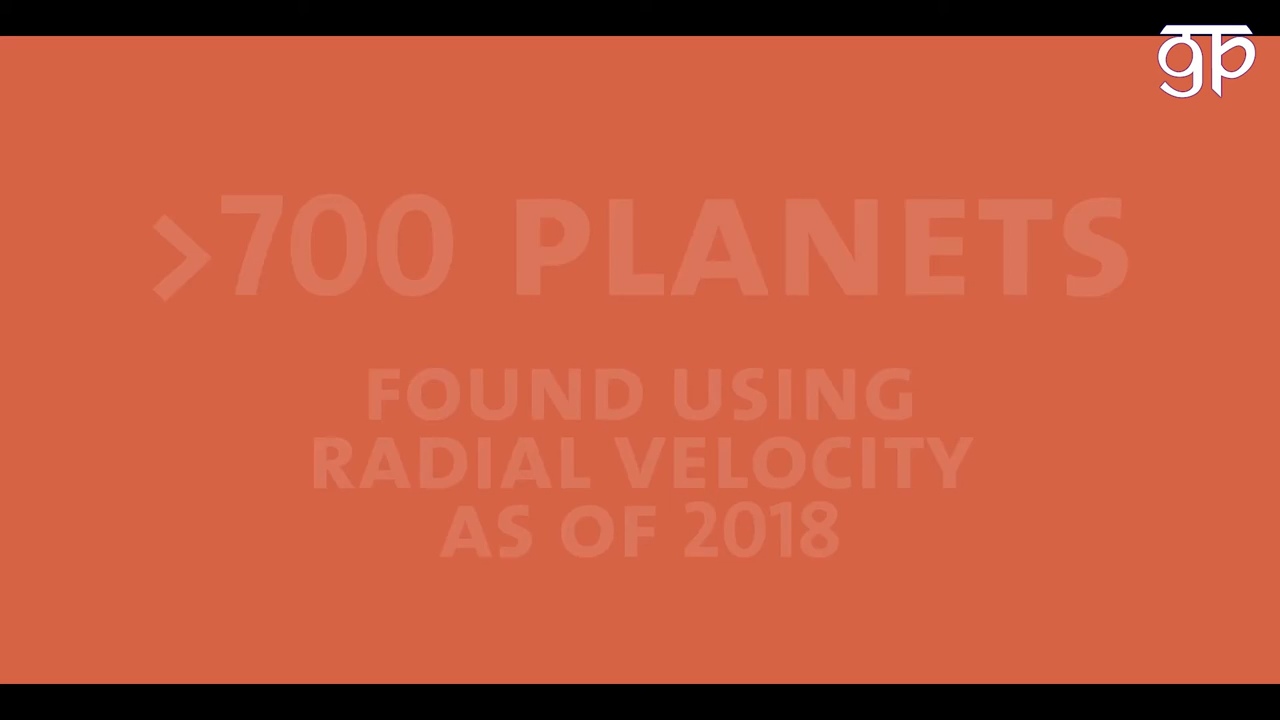 >700 PLANETS
FOUND USING
RADIAL VELOCITY
AS OF 2018